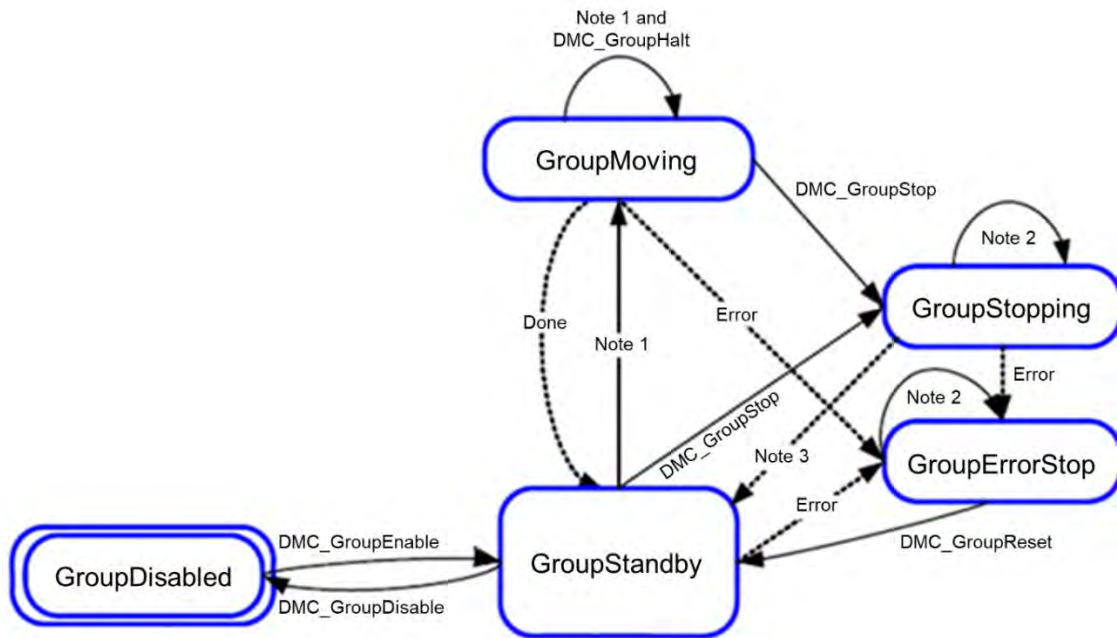 Note 1 and
DMC_GroupHalt
GroupMoving
DMC_GroupStop
Note 2
GroupStopping
Done
Error
Note 1
Error
Note 2
DMC_GroupStop
Note 3
GroupErrorStop
Error
DMC_GroupReset
DMC_GroupEnable
GroupStandby
GroupDisabled
DMC_GroupDisable